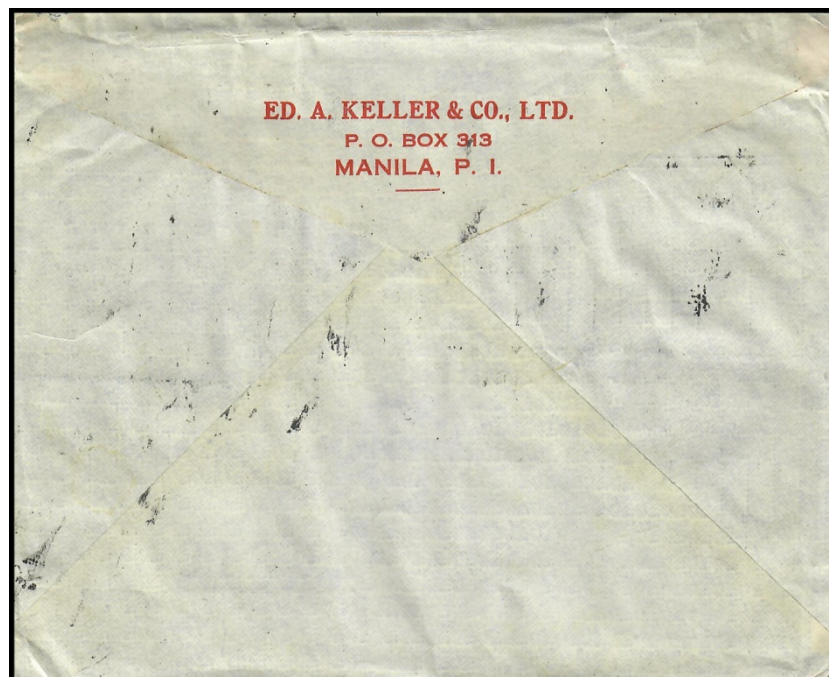 ED. A. KELLER & CO., LTD.
P. O. BOX 313
MANILA, P. I.